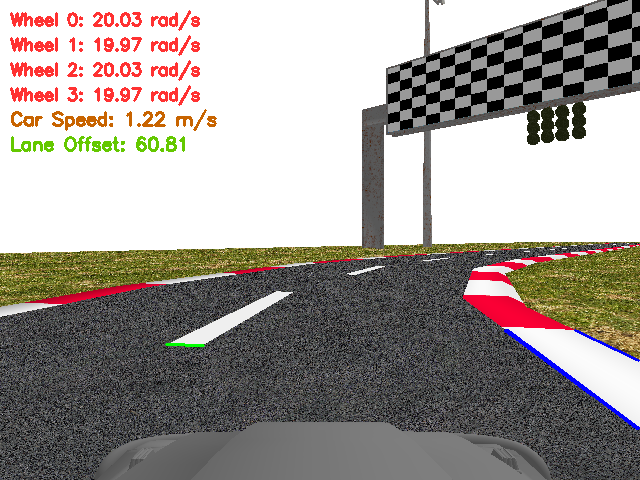 Wheel 0: 20.03 rad/s
Wheel 1: 19.97 rad/s
Wheel 2: 20.03 rad/s
Wheel 3: 19.97 rad/s
Car Speed: 1.22 m/s
Lane Offset: 60.81